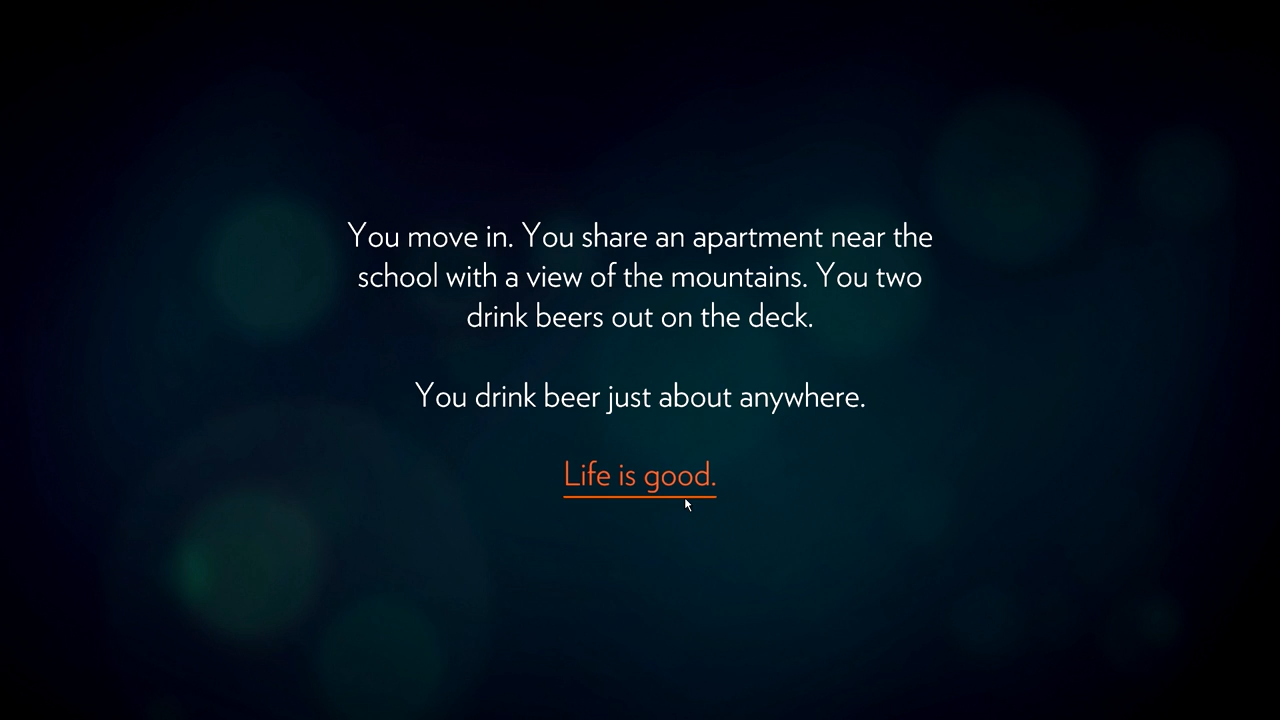 You move in. You share an apartment near the
school with a view of the mountains. You two
drink beers out on the deck.
You drink beer just about anywhere.
Life is good.